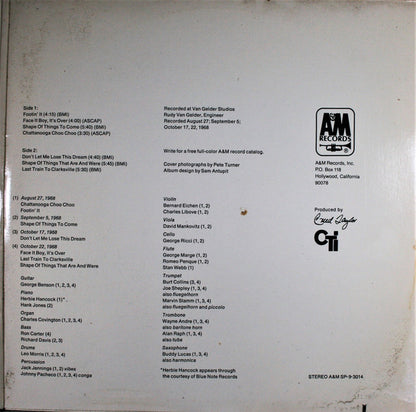 Side 1:
Footin' It (4:15) (BMI)
Face It Boy, It's Over (4:00) (ASCAP)
Shape Of Things To Come (5:40) (BMI)
Chattanooga Choo Choo (3:30) (ASCAP)
Side 2:
Don't Let Me Lose This Dream (4:40) (BMI)
Shape Of Things That Are And Were (5:45) (BMI)
Last Train To Clarksville (5:30) (BMI)
(1) August 27, 1968
Chattanooga Choo Choo
Footin' It
(2) September 5, 1968
Shape Of Things To Come
(3) October 17, 1968
Don't Let Me Lose This Dream
(4) October 22, 1968
Face It Boy, It's Over
Last Train To Clarksville
Shape Of Things That Are And Were
Guitar
George Benson (1, 2, 3, 4)
Piano
Herbie Hancock (1)*
Hank Jones (2)
Organ
Charles Covington (1, 2, 3, 4)
Bass
Ron Carter (4)
Richard Davis (2, 3)
Drums
Leo Morris (1, 2, 3, 4)
Percussion
Jack Jennings (1, 2) vibes
Johnny Pacheco (1, 2, 3, 4) conga
Recorded at Van Gelder Studios
Rudy Van Gelder, Engineer
Recorded August 27; September 5;
October 17, 22, 1968
Write for a free full-color A&M record catalog.
Cover photographs by Pete Turner
Album design by Sam Antupit
Violin
Bernard Eichen (1, 2)
Charles Libove (1, 2)
Viola
David Mankovitz (1, 2)
Cello
George Ricci (1, 2)
Flute
George Marge (1, 2)
Romeo Penque (1, 2)
Stan Webb (1)
Trumpet
Burt Collins (3, 4)
Joe Shepley (1, 3, 4)
also fluegelhorn
Marvin Stamm (1, 3, 4)
also fluegelhorn and piccolo
Trombone
Wayne Andre (1, 3, 4)
also baritone horn
Alan Raph (1, 3, 4)
also tuba
Saxophone
Buddy Lucas (1, 3, 4)
also harmonica
*Herbie Hancock appears through
the courtesy of Blue Note Records
A&M
RECORDS
A&M Records, Inc.
P.O. Box 118
Hollywood, California
90078
Produced by
Creed Taylor
CTi
STEREO A&M SP-9-3014